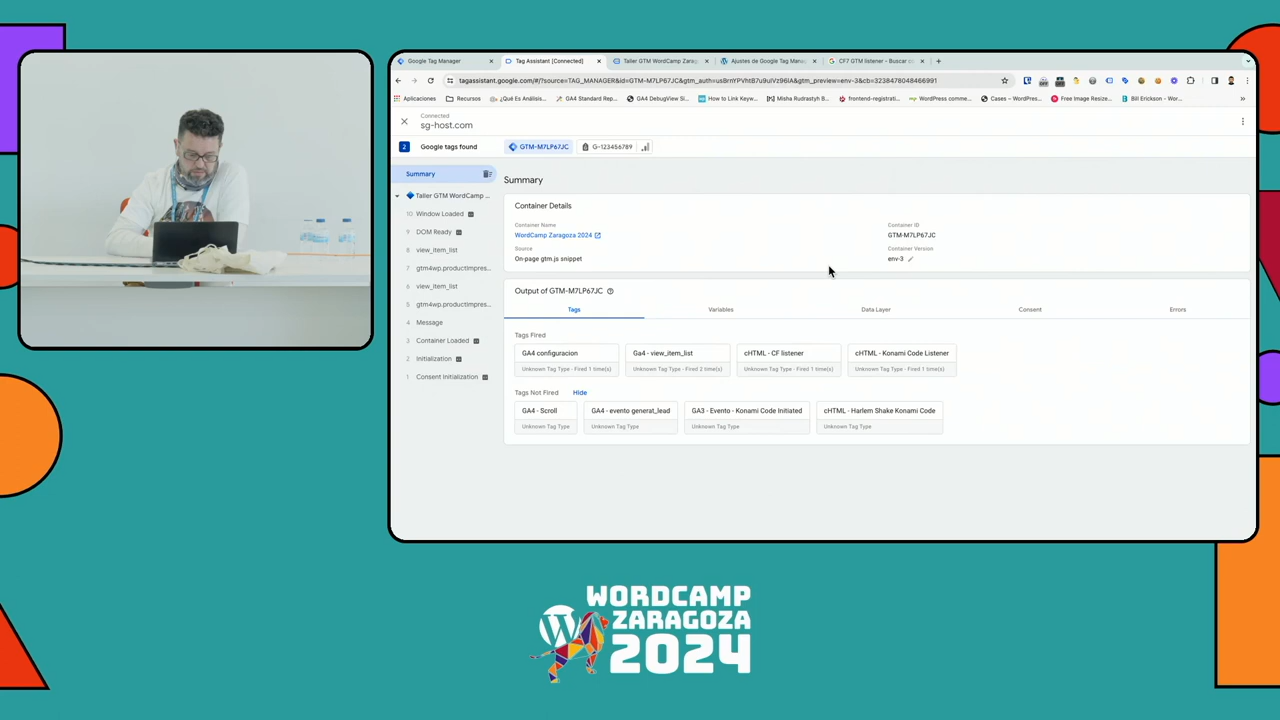 Google Tag Manager
Tag Assistant [Connected]
Taller GTM WordCamp Zarag
Ajustes de Google Tag Mana
CF7 GTM listener - Buscar co
Aplicaciones
Recursos
¿Qué Es Análisis...
GA4 Standard Rep...
GA4 DebugView Si...
How to Link Keyw...
Misha Rudrastyh B...
frontend-registrati...
WordPress comme...
Cases – WordPres...
Free Image Resize...
Bill Erickson - Wor...
Connected
sg-host.com
2
Google tags found
GTM-M7LP67JC
G-123456789
Summary
Taller GTM WordCamp ...
10 Window Loaded
9 DOM Ready
8 view_item_list
7 gtm4wp.productimpres...
6 view_item_list
5 gtm4wp.productimpres...
4 Message
3 Container Loaded
2 Initialization
1 Consent Initialization
Summary
Container Details
Container Name
WordCamp Zaragoza 2024
Container ID
GTM-M7LP67JC
Source
On-page gtm.js snippet
Container Version
env-3
Output of GTM-M7LP67JC
Tags
Variables
Data Layer
Consent
Errors
Tags Fired
GA4 configuracion
Unknown Tag Type - Fired 1 time(s)
Ga4 - view_item_list
Unknown Tag Type - Fired 2 time(s)
cHTML - CF listener
Unknown Tag Type - Fired 1 time(s)
cHTML - Konami Code Listener
Unknown Tag Type - Fired 1 time(s)
Tags Not Fired
Hide
GA4 - Scroll
Unknown Tag Type
GA4 - evento generat_lead
Unknown Tag Type
GA3 - Evento - Konami Code Initiated
Unknown Tag Type
cHTML - Harlem Shake Konami Code
Unknown Tag Type
WORDCAMP
ZARAGOZA
2024